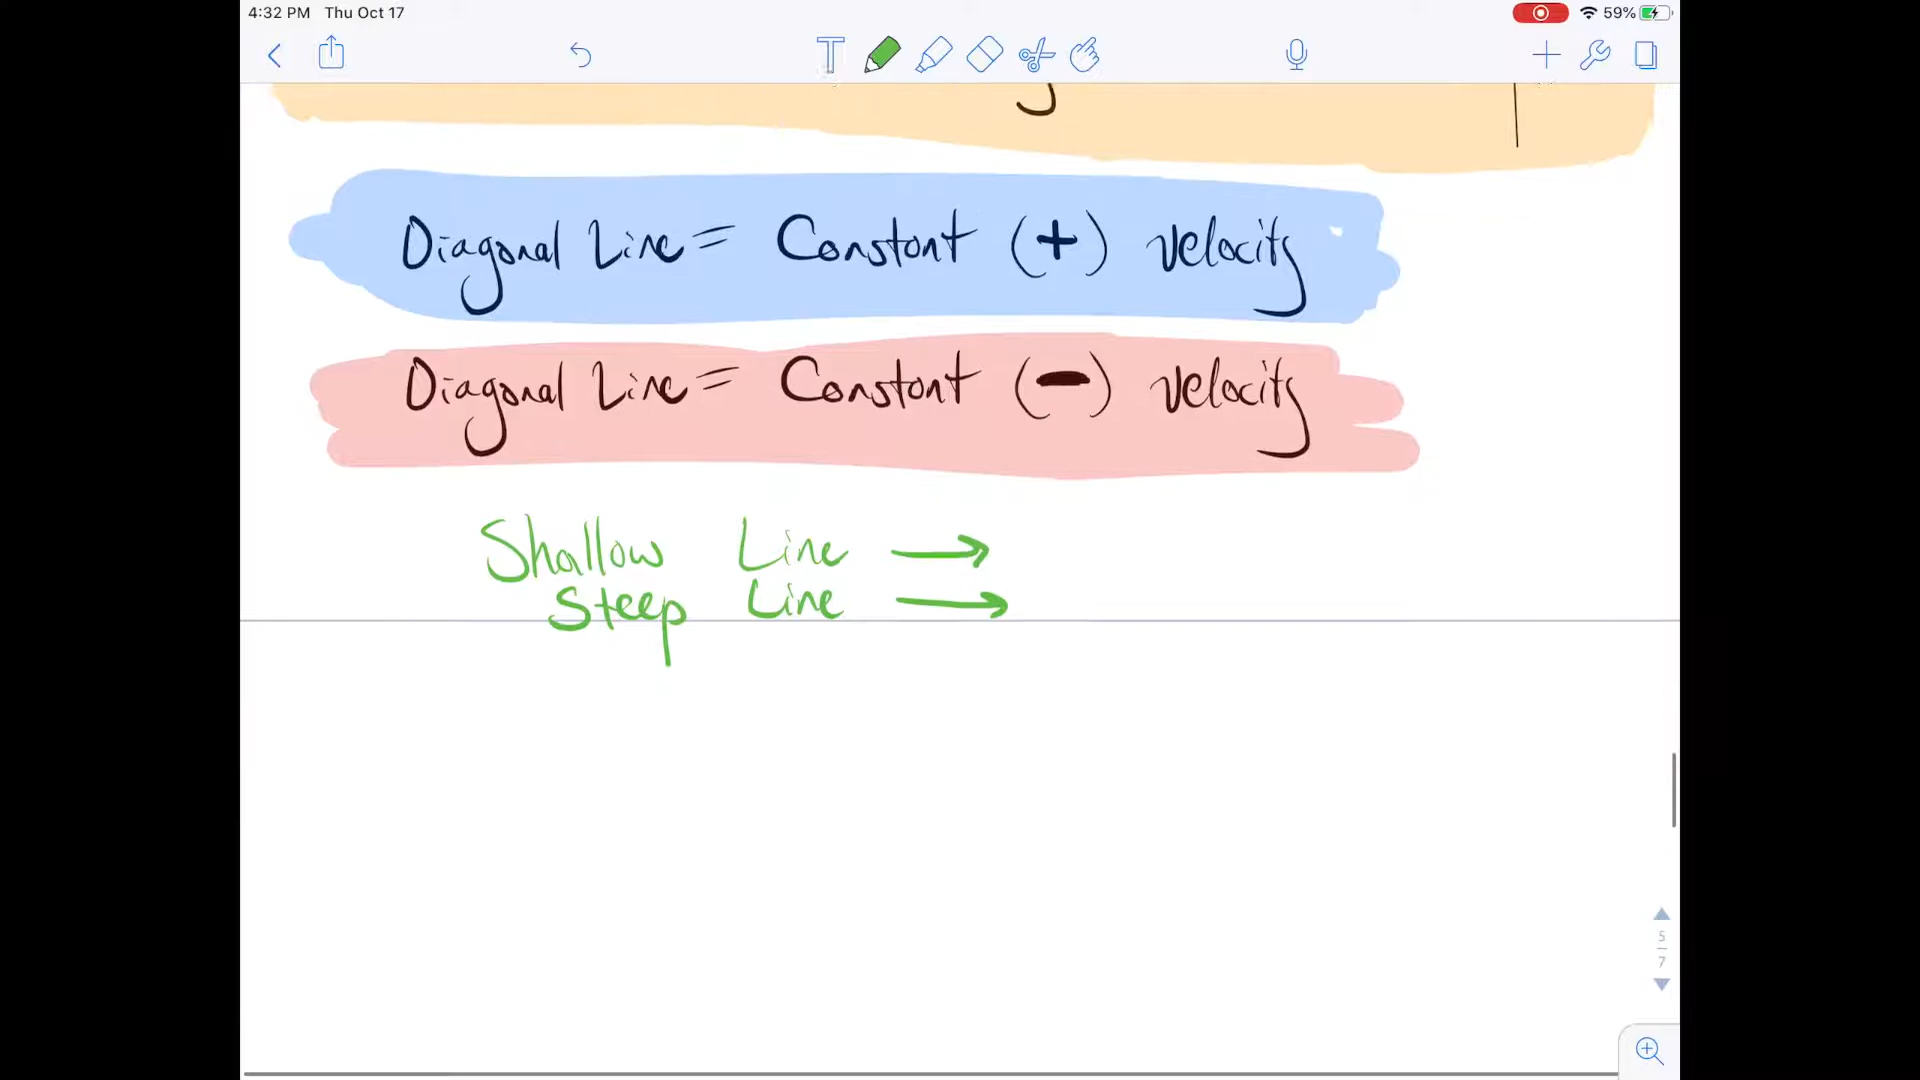 4:32 PM Thu Oct 17
59%
T
Diagonal Line = Constant (+) velocity
Diagonal Line = Constant (-) velocity
Shallow Line →
Steep Line →
5
7